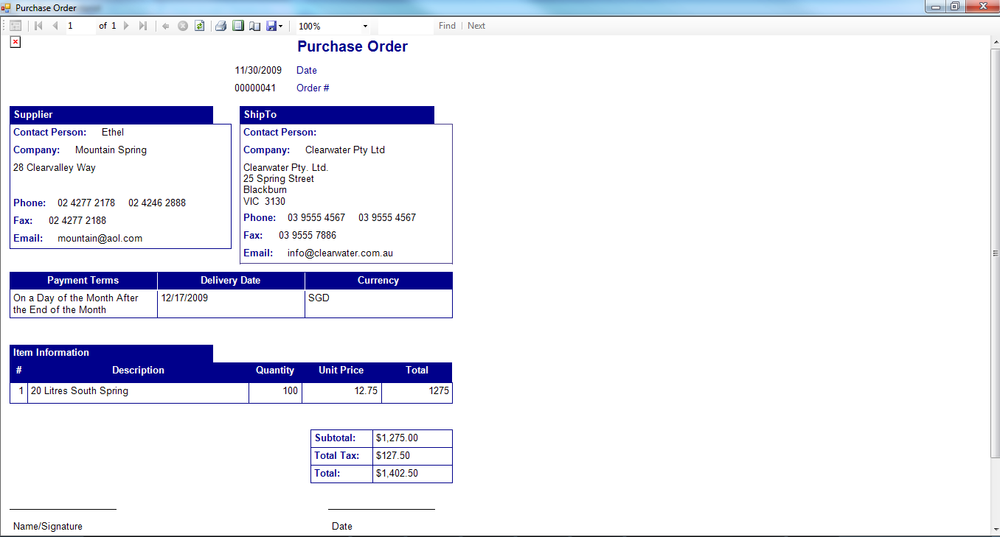 Purchase Order
1 of 1 100% Find Next
Purchase Order
11/30/2009 Date
00000041 Order #
Supplier
Contact Person: Ethel
Company: Mountain Spring
28 Clearvalley Way
Phone: 02 4277 2178 02 4246 2888
Fax: 02 4277 2188
Email: mountain@aol.com
ShipTo
Contact Person:
Company: Clearwater Pty Ltd
Clearwater Pty. Ltd.
25 Spring Street
Blackburn
VIC 3130
Phone: 03 9555 4567 03 9555 4567
Fax: 03 9555 7886
Email: info@clearwater.com.au
Payment Terms Delivery Date Currency
On a Day of the Month After 12/17/2009 SGD
the End of the Month
Item Information
# Description Quantity Unit Price Total
1 20 Litres South Spring 100 12.75 1275
Subtotal: $1,275.00
Total Tax: $127.50
Total: $1,402.50
Name/Signature Date